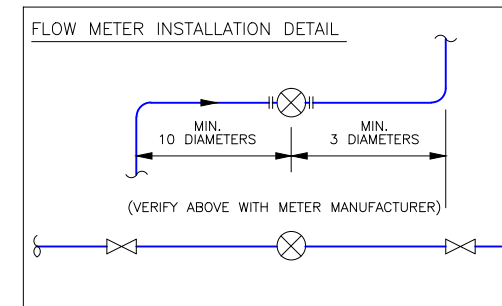 FLOW METER INSTALLATION DETAIL
MIN.
10 DIAMETERS
MIN.
3 DIAMETERS
(VERIFY ABOVE WITH METER MANUFACTURER)